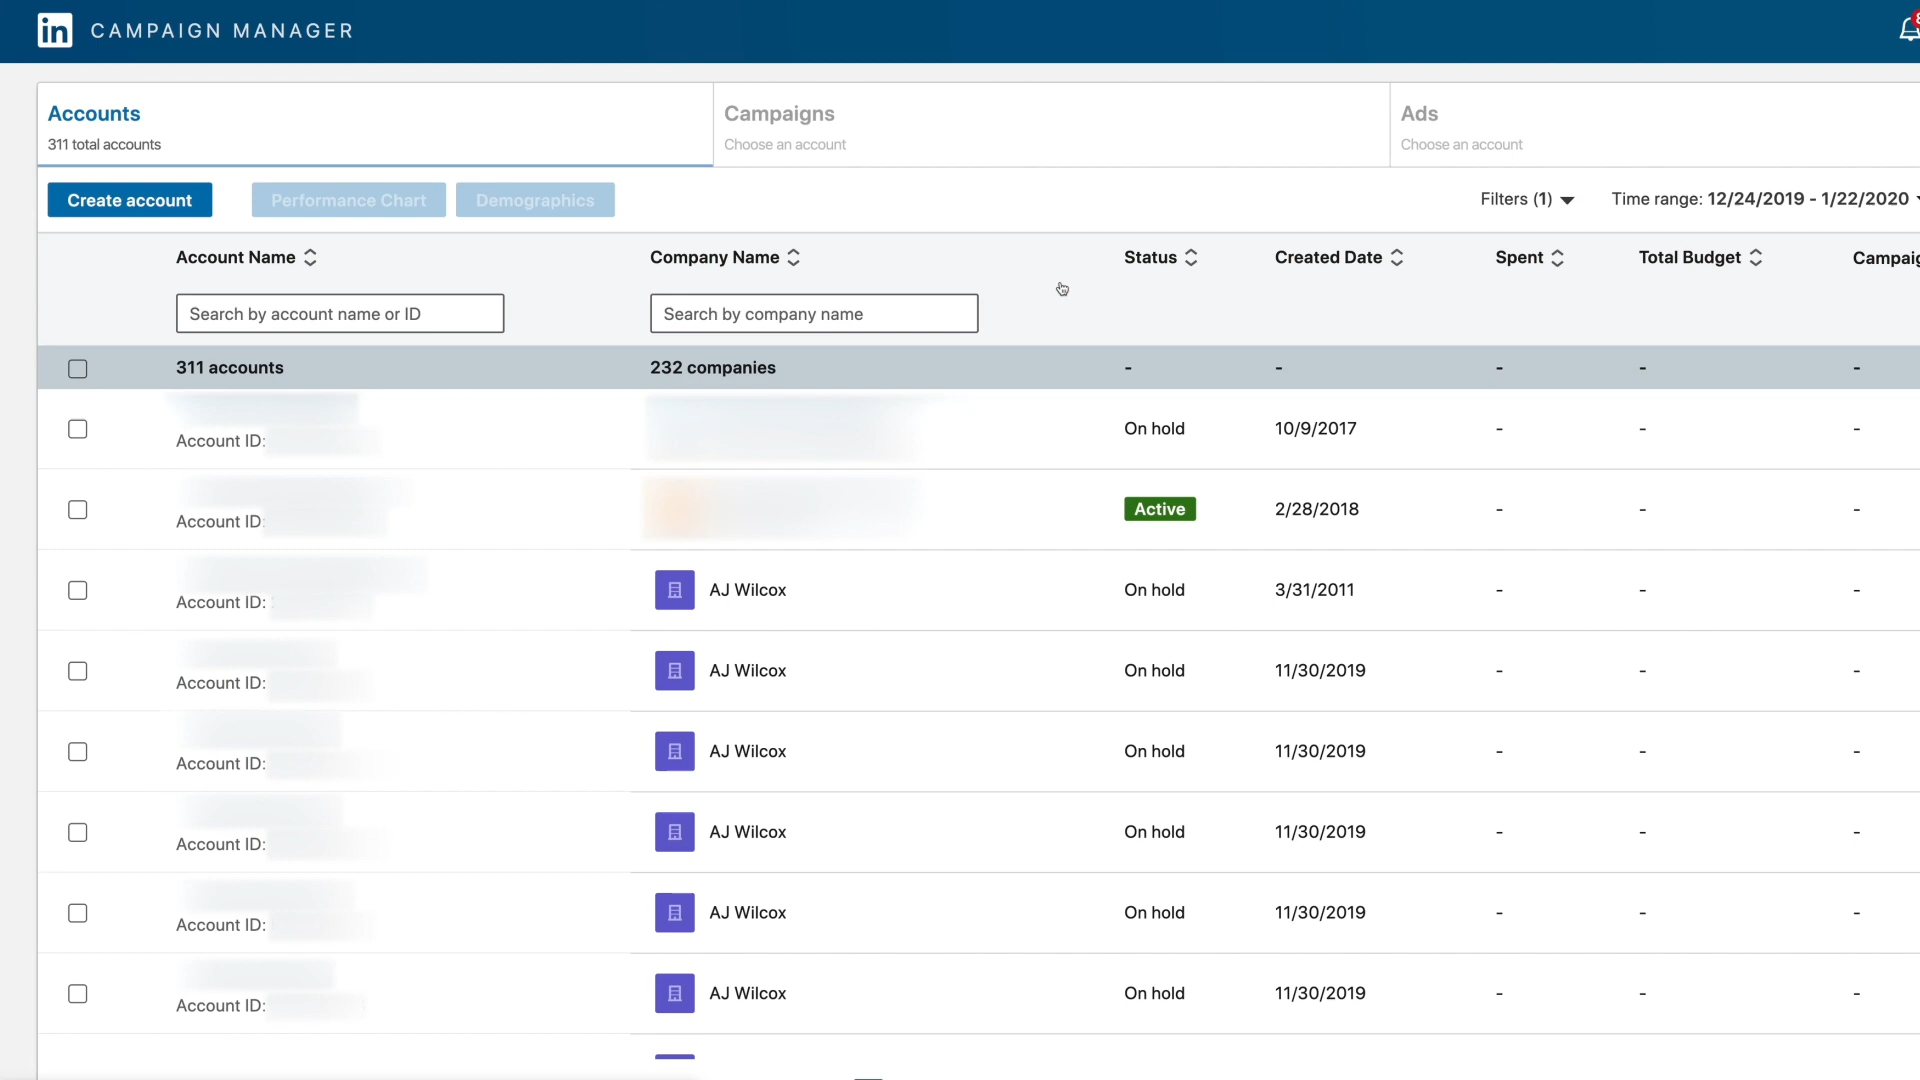 in CAMPAIGN MANAGER
Accounts
311 total accounts
Campaigns
Choose an account
Ads
Choose an account
Create account
Performance Chart
Demographics
Filters (1)
Time range: 12/24/2019 - 1/22/2020
Account Name
Company Name
Status
Created Date
Spent
Total Budget
Campaig
Search by account name or ID
Search by company name
311 accounts 232 companies - - - - -
Account ID: On hold 10/9/2017 - - -
Account ID: Active 2/28/2018 - - -
Account ID: AJ Wilcox On hold 3/31/2011 - - -
Account ID: AJ Wilcox On hold 11/30/2019 - - -
Account ID: AJ Wilcox On hold 11/30/2019 - - -
Account ID: AJ Wilcox On hold 11/30/2019 - - -
Account ID: AJ Wilcox On hold 11/30/2019 - - -
Account ID: AJ Wilcox On hold 11/30/2019 - - -